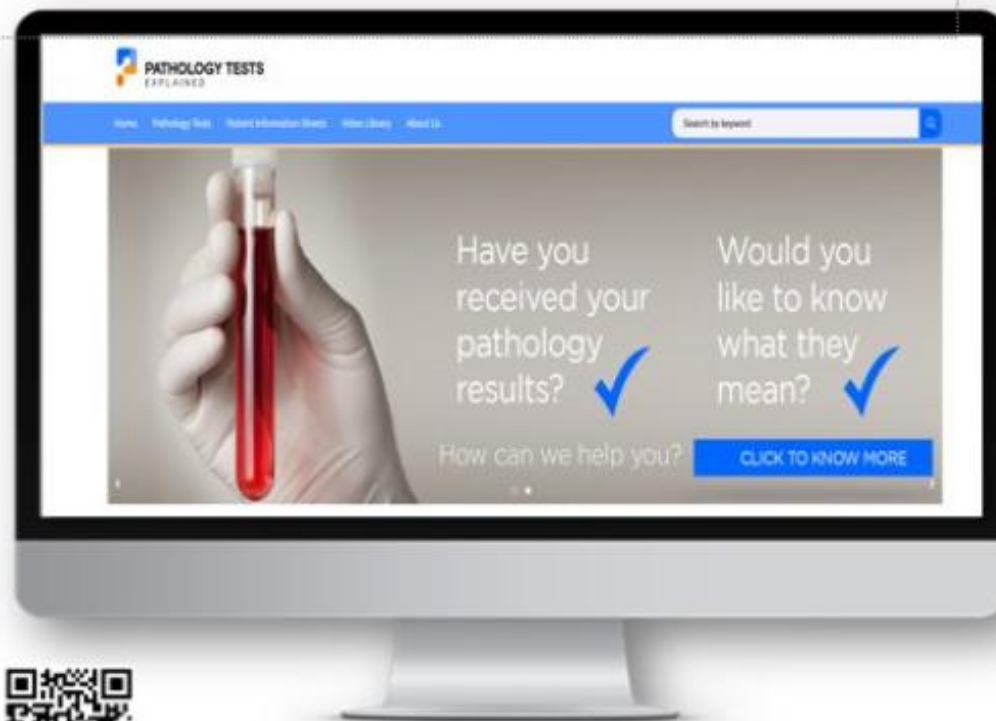 PATHOLOGY TESTS
EXPLAINED
Home Pathology Tests Patient Information Sheets Video Library About Us
Search by keyword
Have you
received your
pathology
results?
Would you
like to know
what they
mean?
How can we help you?
CLICK TO KNOW MORE